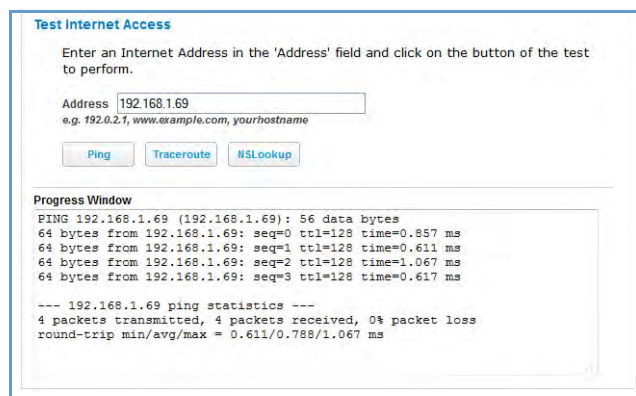 Test Internet Access
Enter an Internet Address in the 'Address' field and click on the button of the test
to perform.
Address 192.168.1.69
e.g. 192.0.2.1, www.example.com, yourhostname
Ping Traceroute NSLookup
Progress Window
PING 192.168.1.69 (192.168.1.69): 56 data bytes
64 bytes from 192.168.1.69: seq=0 ttl=128 time=0.857 ms
64 bytes from 192.168.1.69: seq=1 ttl=128 time=0.611 ms
64 bytes from 192.168.1.69: seq=2 ttl=128 time=1.067 ms
64 bytes from 192.168.1.69: seq=3 ttl=128 time=0.617 ms
--- 192.168.1.69 ping statistics ---
4 packets transmitted, 4 packets received, 0% packet loss
round-trip min/avg/max = 0.611/0.788/1.067 ms